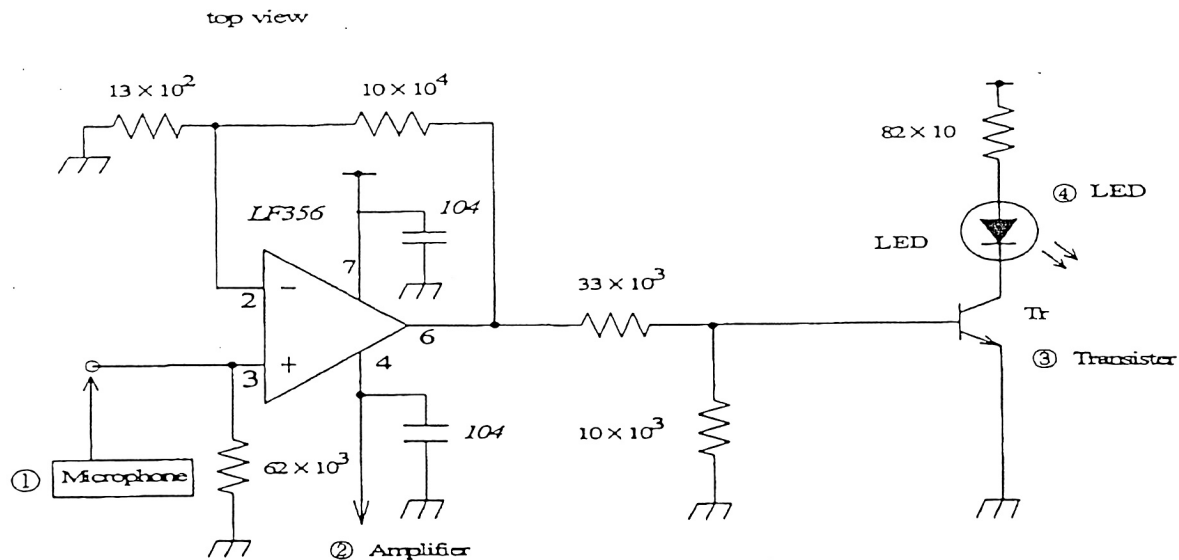 top view
13 × 10²
10 × 10⁴
82 × 10
LF356
104
④ LED
LED
7
2
−
33 × 10³
6
Tr
4
3
+
③ Transister
104
10 × 10³
① Microphone
62 × 10³
② Amplifier